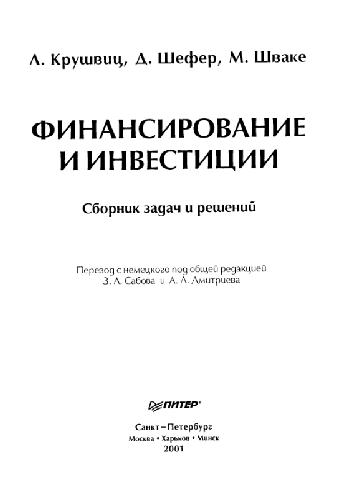 Л. Крушвиц, Д. Шефер, М. Шваке
ФИНАНСИРОВАНИЕ
И ИНВЕСТИЦИИ
Сборник задач и решений
Перевод с немецкого под общей редакцией
З. А. Сабова и А. Л. Дмитриева
ПИТЕР®
Санкт–Петербург
Москва • Харьков • Минск
2001